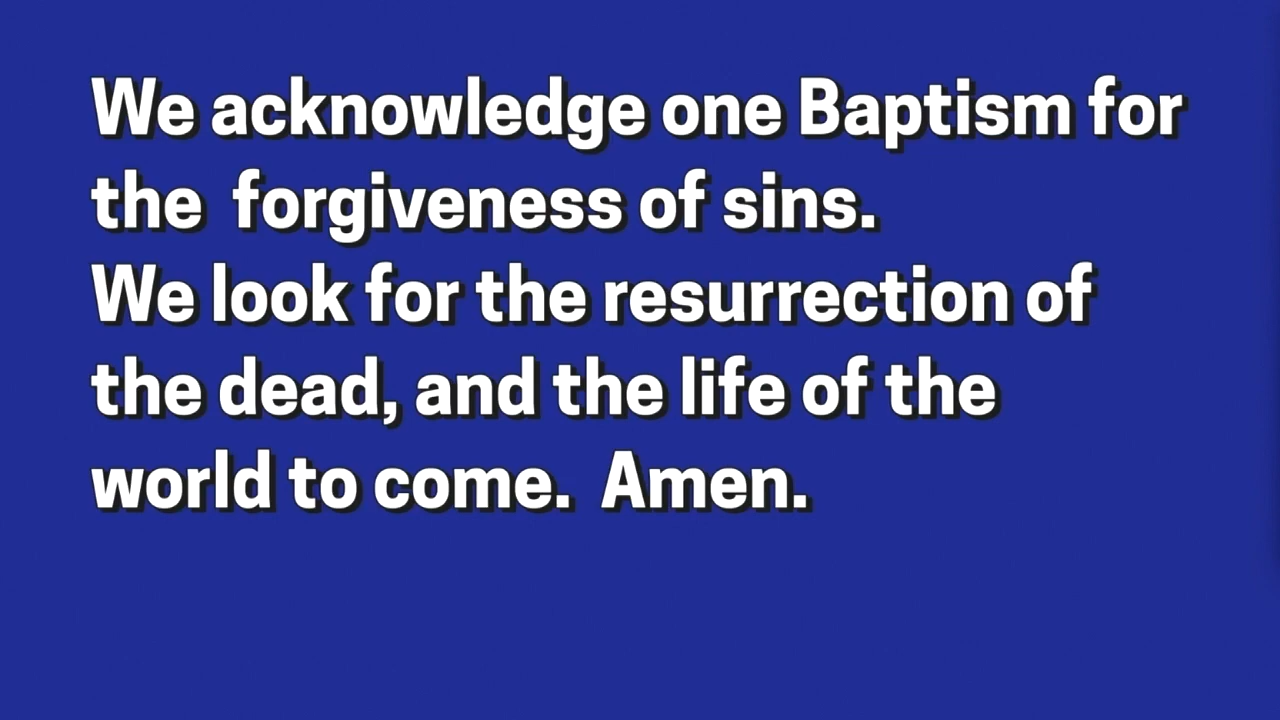 We acknowledge one Baptism for
the  forgiveness of sins.
We look for the resurrection of
the dead, and the life of the
world to come.  Amen.